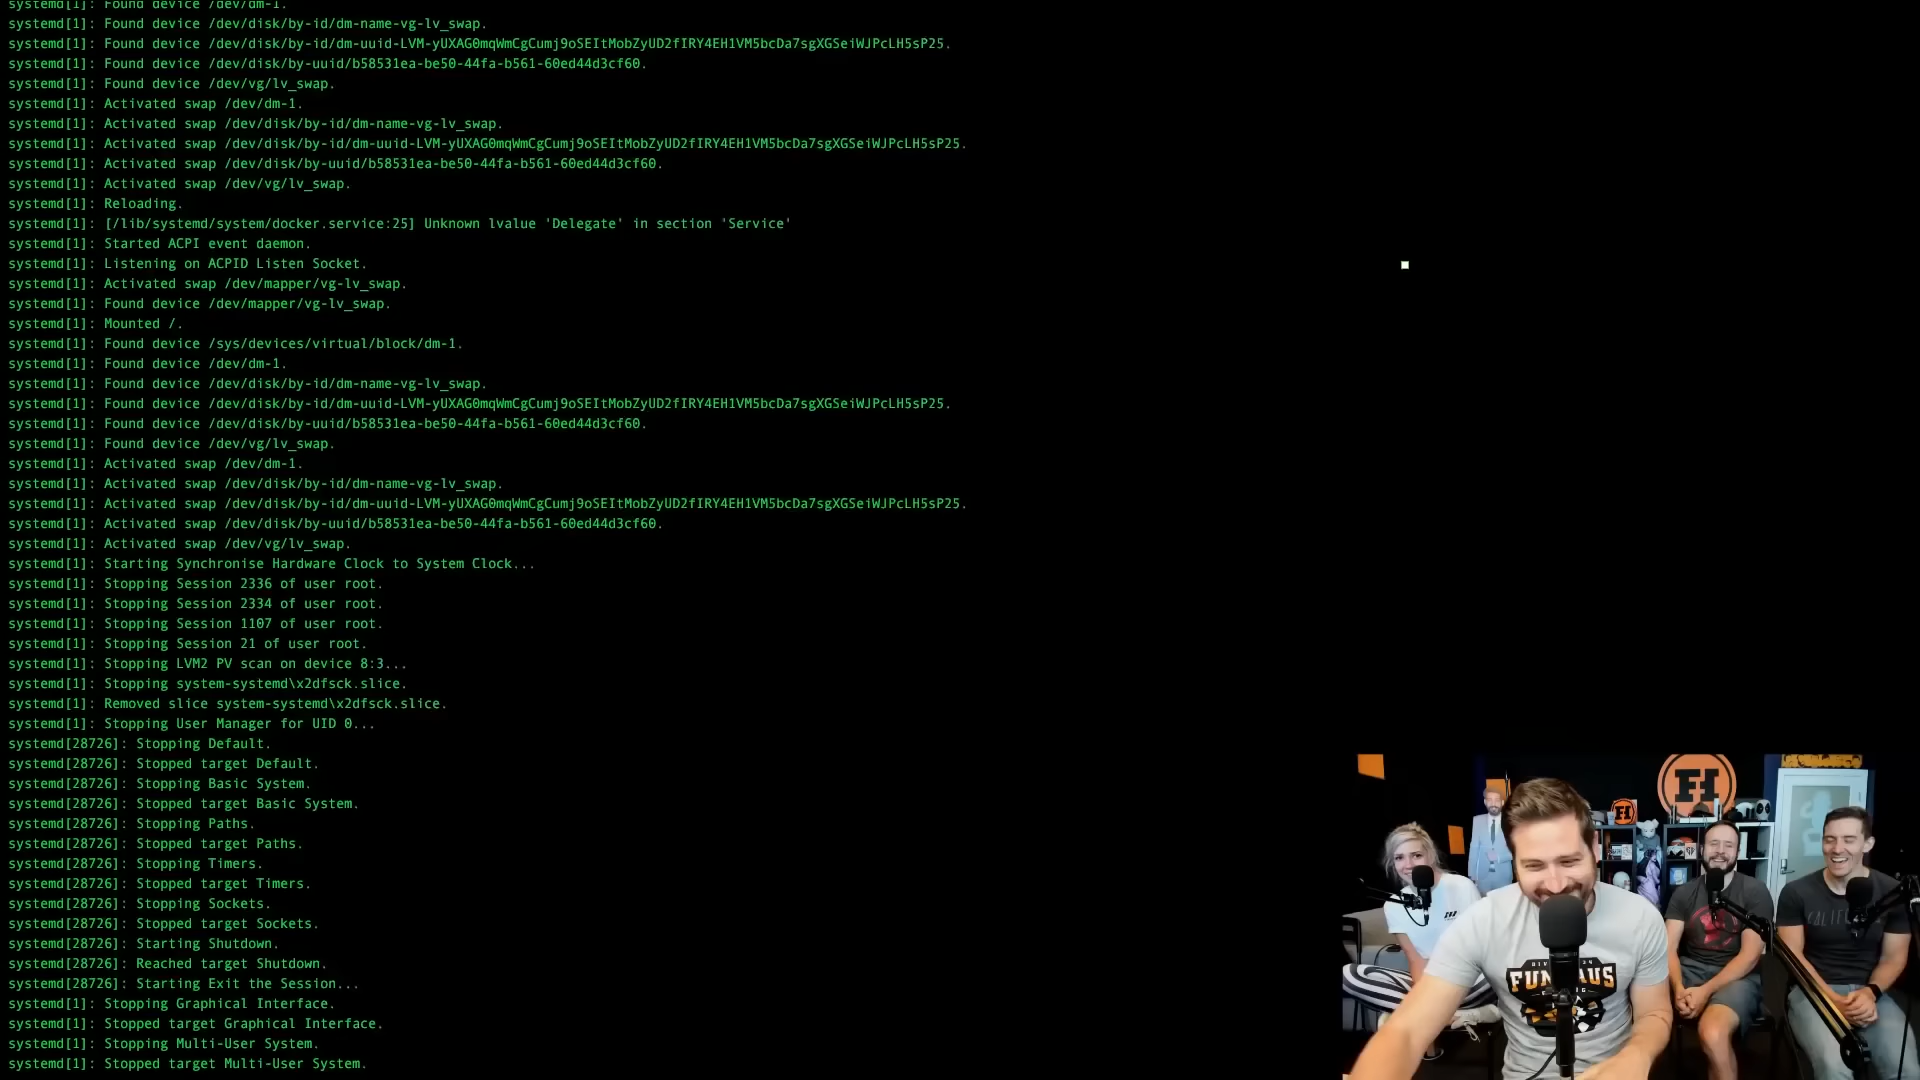 systemd[1]: Found device /dev/dm-1.
systemd[1]: Found device /dev/disk/by-id/dm-name-vg-lv_swap.
systemd[1]: Found device /dev/disk/by-id/dm-uuid-LVM-yUXAG0mqWmCgCumj9oSEItMobZyUD2fIRY4EH1VM5bcDa7sgXGSeiWJPcLH5sP25.
systemd[1]: Found device /dev/disk/by-uuid/b58531ea-be50-44fa-b561-60ed44d3cf60.
systemd[1]: Found device /dev/vg/lv_swap.
systemd[1]: Activated swap /dev/dm-1.
systemd[1]: Activated swap /dev/disk/by-id/dm-name-vg-lv_swap.
systemd[1]: Activated swap /dev/disk/by-id/dm-uuid-LVM-yUXAG0mqWmCgCumj9oSEItMobZyUD2fIRY4EH1VM5bcDa7sgXGSeiWJPcLH5sP25.
systemd[1]: Activated swap /dev/disk/by-uuid/b58531ea-be50-44fa-b561-60ed44d3cf60.
systemd[1]: Activated swap /dev/vg/lv_swap.
systemd[1]: Reloading.
systemd[1]: [/lib/systemd/system/docker.service:25] Unknown lvalue 'Delegate' in section 'Service'
systemd[1]: Started ACPI event daemon.
systemd[1]: Listening on ACPID Listen Socket.
systemd[1]: Activated swap /dev/mapper/vg-lv_swap.
systemd[1]: Found device /dev/mapper/vg-lv_swap.
systemd[1]: Mounted /.
systemd[1]: Found device /sys/devices/virtual/block/dm-1.
systemd[1]: Found device /dev/dm-1.
systemd[1]: Found device /dev/disk/by-id/dm-name-vg-lv_swap.
systemd[1]: Found device /dev/disk/by-id/dm-uuid-LVM-yUXAG0mqWmCgCumj9oSEItMobZyUD2fIRY4EH1VM5bcDa7sgXGSeiWJPcLH5sP25.
systemd[1]: Found device /dev/disk/by-uuid/b58531ea-be50-44fa-b561-60ed44d3cf60.
systemd[1]: Found device /dev/vg/lv_swap.
systemd[1]: Activated swap /dev/dm-1.
systemd[1]: Activated swap /dev/disk/by-id/dm-name-vg-lv_swap.
systemd[1]: Activated swap /dev/disk/by-id/dm-uuid-LVM-yUXAG0mqWmCgCumj9oSEItMobZyUD2fIRY4EH1VM5bcDa7sgXGSeiWJPcLH5sP25.
systemd[1]: Activated swap /dev/disk/by-uuid/b58531ea-be50-44fa-b561-60ed44d3cf60.
systemd[1]: Activated swap /dev/vg/lv_swap.
systemd[1]: Starting Synchronise Hardware Clock to System Clock...
systemd[1]: Stopping Session 2336 of user root.
systemd[1]: Stopping Session 2334 of user root.
systemd[1]: Stopping Session 1107 of user root.
systemd[1]: Stopping Session 21 of user root.
systemd[1]: Stopping LVM2 PV scan on device 8:3...
systemd[1]: Stopping system-systemd\x2dfsck.slice.
systemd[1]: Removed slice system-systemd\x2dfsck.slice.
systemd[1]: Stopping User Manager for UID 0...
systemd[28726]: Stopping Default.
systemd[28726]: Stopped target Default.
systemd[28726]: Stopping Basic System.
systemd[28726]: Stopped target Basic System.
systemd[28726]: Stopping Paths.
systemd[28726]: Stopped target Paths.
systemd[28726]: Stopping Timers.
systemd[28726]: Stopped target Timers.
systemd[28726]: Stopping Sockets.
systemd[28726]: Stopped target Sockets.
systemd[28726]: Starting Shutdown.
systemd[28726]: Reached target Shutdown.
systemd[28726]: Starting Exit the Session...
systemd[1]: Stopping Graphical Interface.
systemd[1]: Stopped target Graphical Interface.
systemd[1]: Stopping Multi-User System.
systemd[1]: Stopped target Multi-User System.
FH
FH